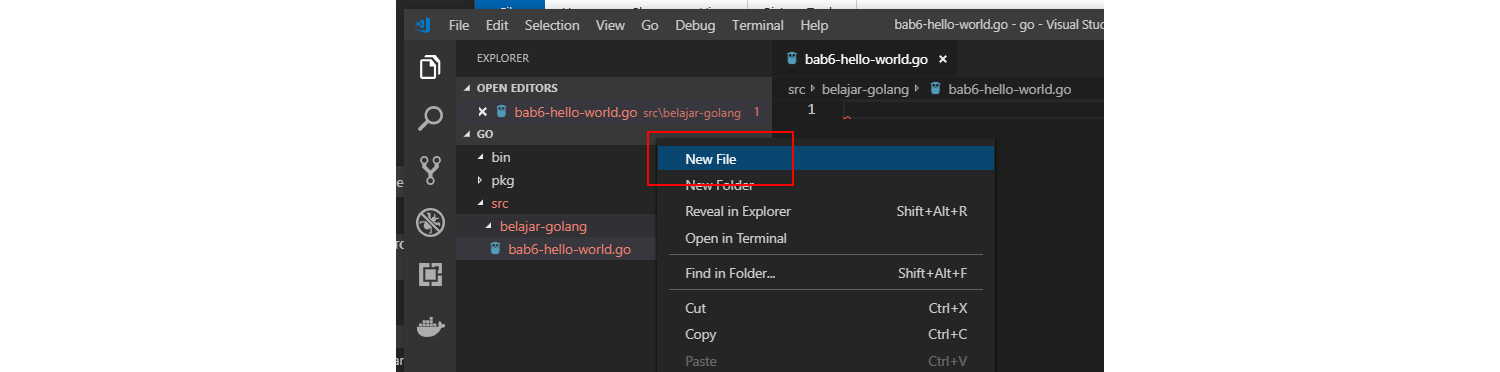 File Edit Selection View Go Debug Terminal Help bab6-hello-world.go - go - Visual Stud
EXPLORER
bab6-hello-world.go
OPEN EDITORS
src belajar-golang bab6-hello-world.go
bab6-hello-world.go src\belajar-golang 1
1
GO
bin
pkg
src
belajar-golang
bab6-hello-world.go
New File
New Folder
Reveal in Explorer Shift+Alt+R
Open in Terminal
Find in Folder... Shift+Alt+F
Cut Ctrl+X
Copy Ctrl+C
Paste Ctrl+V